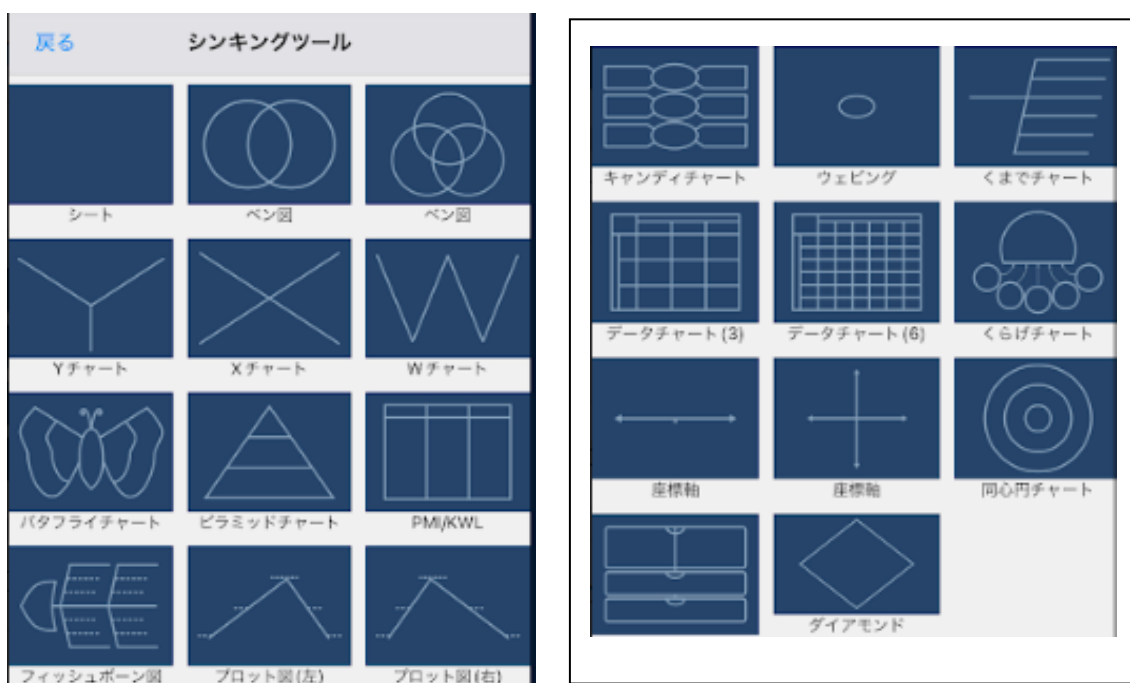 戻る シンキングツール
シート ベン図 ベン図
Yチャート Xチャート Wチャート
バタフライチャート ピラミッドチャート PMI/KWL
フィッシュボーン図 プロット図(左) プロット図(右)
キャンディチャート ウェビング くまでチャート
データチャート(3) データチャート(6) くらげチャート
座標軸 座標軸 同心円チャート
ダイアモンド